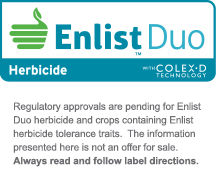 Enlist Duo
Herbicide
WITH COLEX•D
TECHNOLOGY
Regulatory approvals are pending for Enlist
Duo herbicide and crops containing Enlist
herbicide tolerance traits. The information
presented here is not an offer for sale.
Always read and follow label directions.